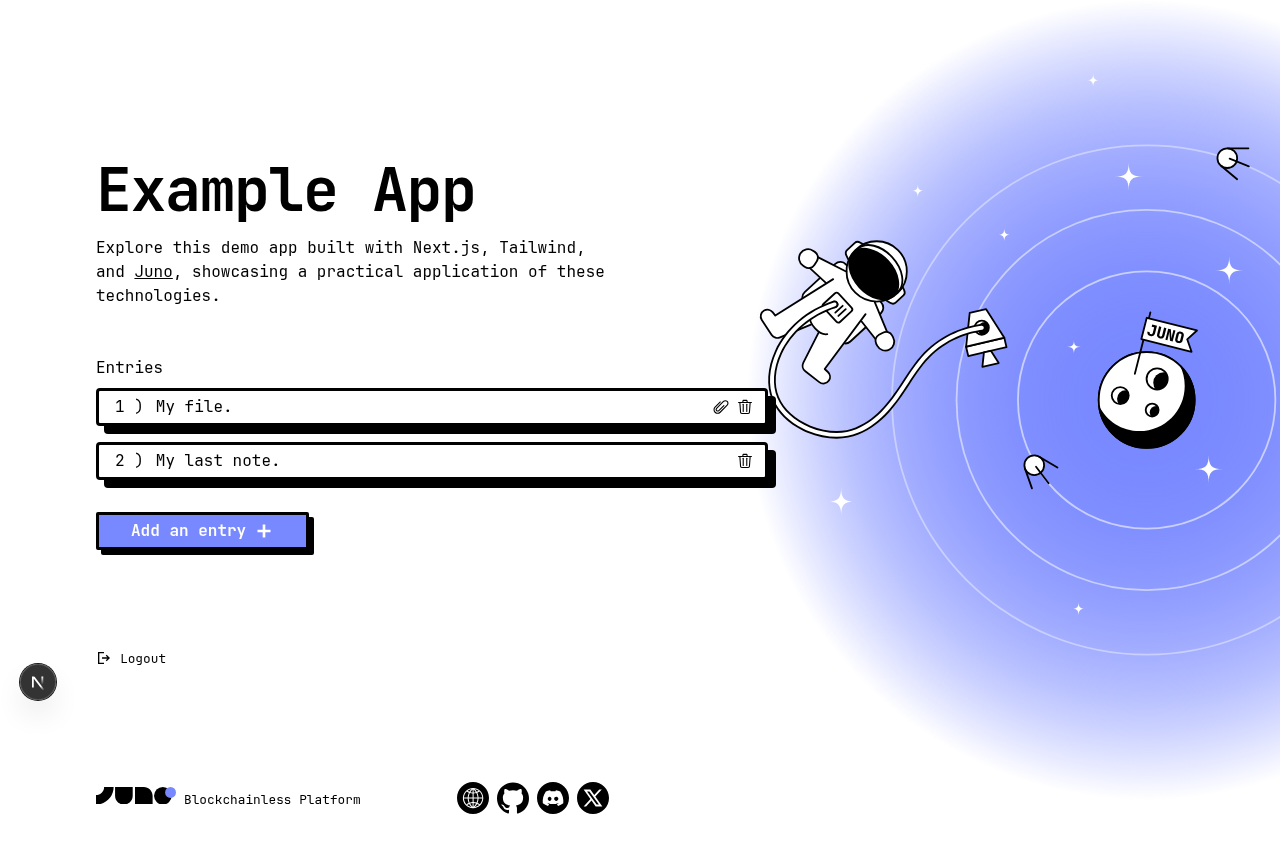 Example App
Explore this demo app built with Next.js, Tailwind,
and Juno, showcasing a practical application of these
technologies.
JUNO
Entries
1 ) My file.
2 ) My last note.
Add an entry
Logout
N
JUNO Blockchainless Platform